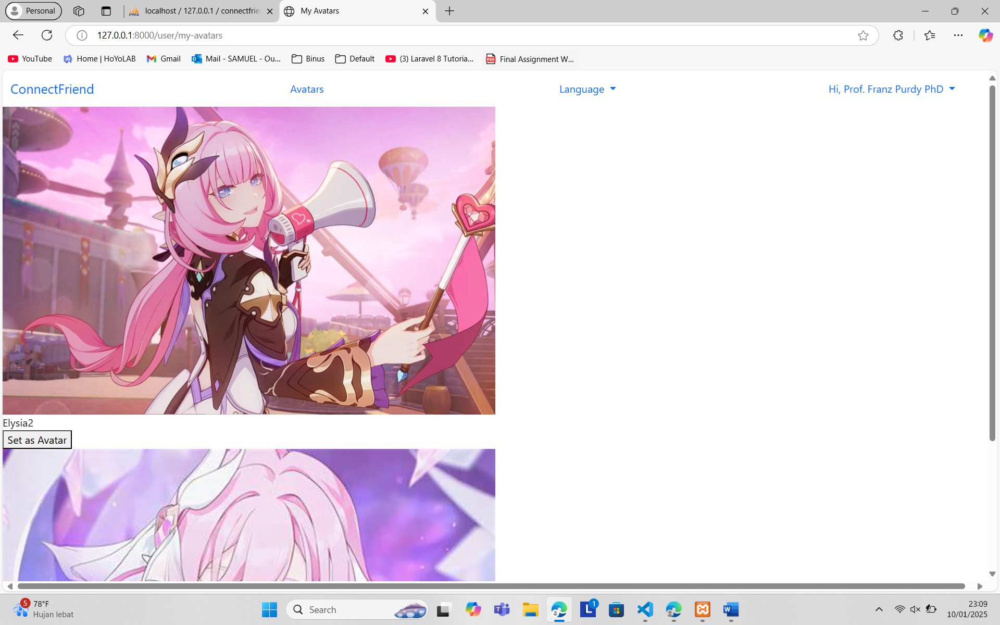 Personal
PMA
localhost / 127.0.0.1 / connectfrie
My Avatars
127.0.0.1:8000/user/my-avatars
YouTube
Home | HoYoLAB
Gmail
Mail - SAMUEL - Ou...
Binus
Default
(3) Laravel 8 Tutoria...
PDF
Final Assignment W...
ConnectFriend
Avatars
Language
Hi, Prof. Franz Purdy PhD
Elysia2
Set as Avatar
5
78°F
Hujan lebat
Search
L
1
W
23:09
10/01/2025